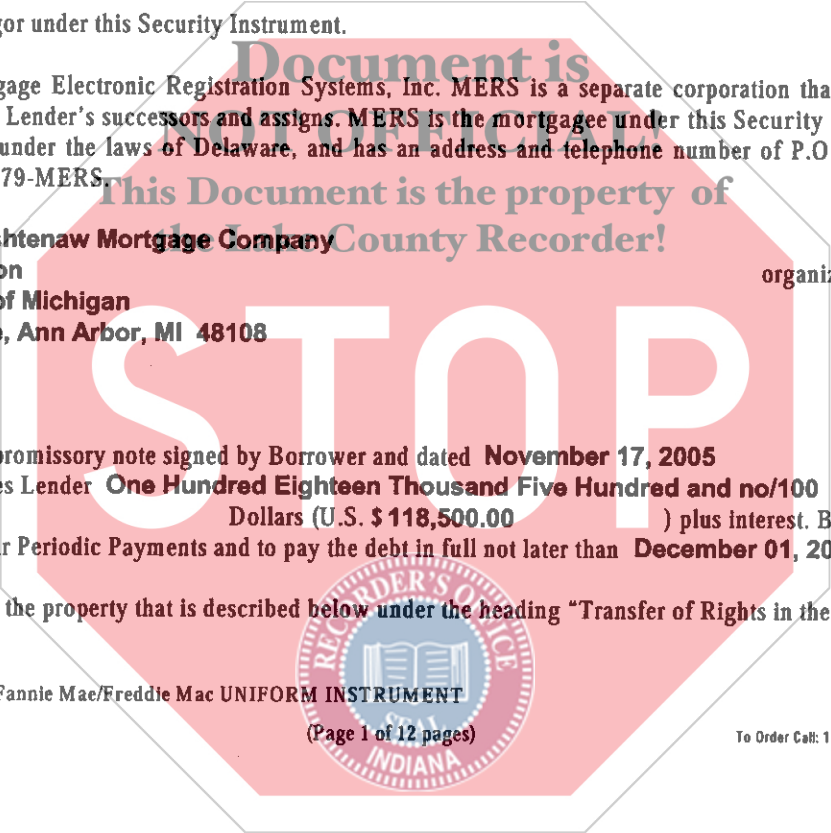 gor under this Security Instrument.
Document is
gage Electronic Registration Systems, Inc. MERS is a separate corporation tha
Lender's successors and assigns. MERS is the mortgagee under this Security
NOT OFFICIAL!
under the laws of Delaware, and has an address and telephone number of P.O
79-MERS.
This Document is the property of
the Lake County Recorder!
htenaw Mortgage Company
on
organiz
of Michigan
, Ann Arbor, MI 48108
STOP
promissory note signed by Borrower and dated November 17, 2005
es Lender One Hundred Eighteen Thousand Five Hundred and no/100
Dollars (U.S. $ 118,500.00 ) plus interest. B
r Periodic Payments and to pay the debt in full not later than December 01, 20
the property that is described below under the heading “Transfer of Rights in the
RECORDER'S OFFICE
SEAL
INDIANA
Fannie Mae/Freddie Mac UNIFORM INSTRUMENT
(Page 1 of 12 pages)
To Order Call: 1